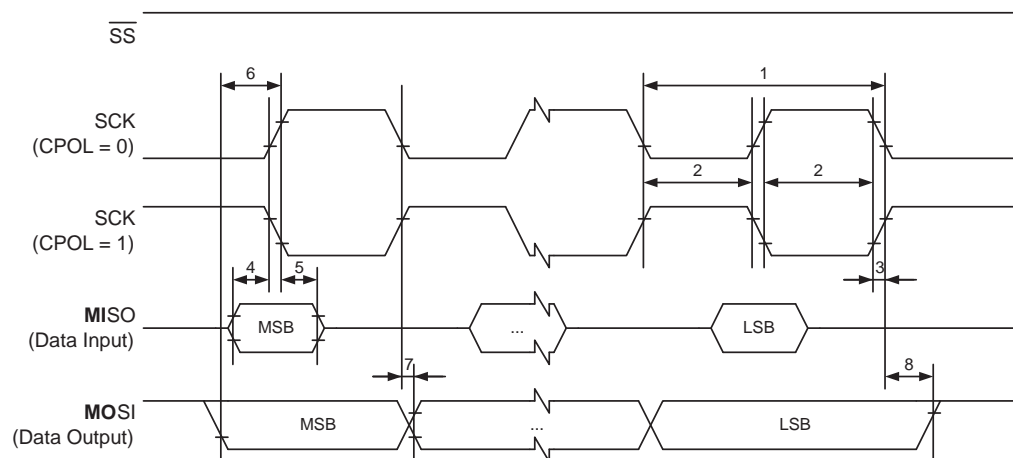 SS
6
1
SCK
(CPOL = 0)
2
2
SCK
(CPOL = 1)
4
5
3
MISO
(Data Input)
MSB
...
LSB
7
8
MOSI
(Data Output)
MSB
...
LSB